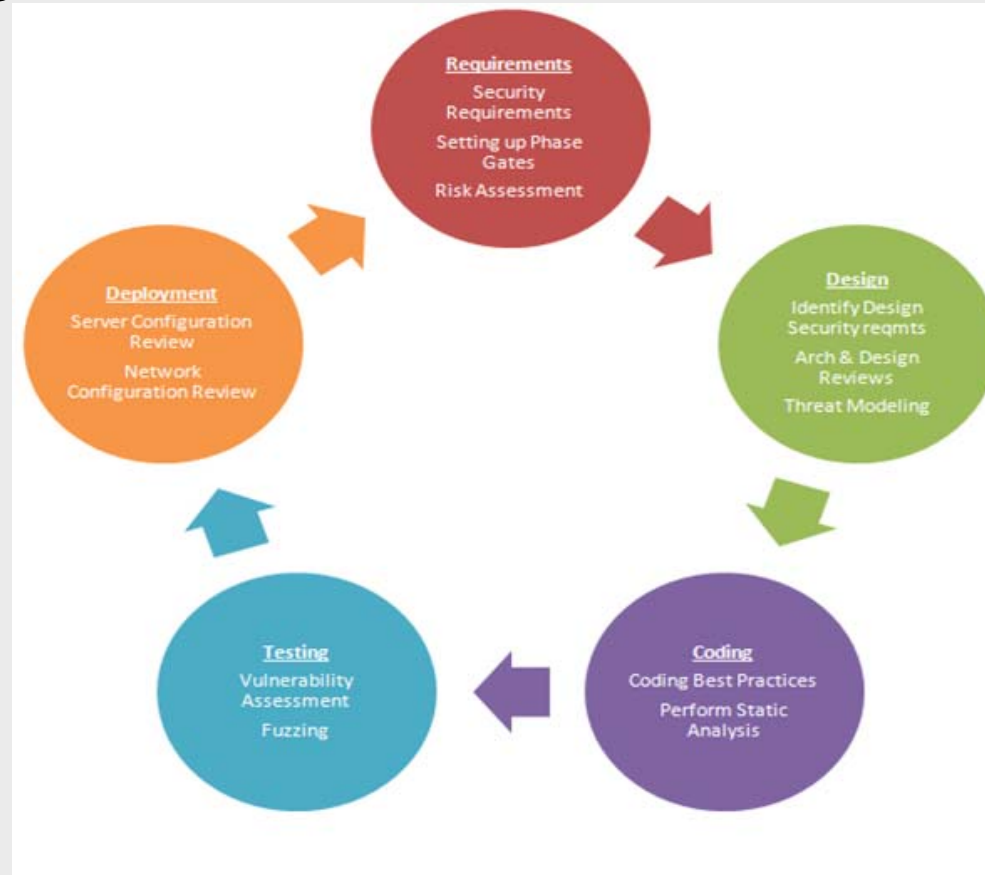 Requirements
Security
Requirements
Setting up Phase
Gates
Risk Assessment
Design
Identify Design
Security reqmts
Arch & Design
Reviews
Threat Modeling
Coding
Coding Best Practices
Perform Static
Analysis
Testing
Vulnerability
Assessment
Fuzzing
Deployment
Server Configuration
Review
Network
Configuration Review